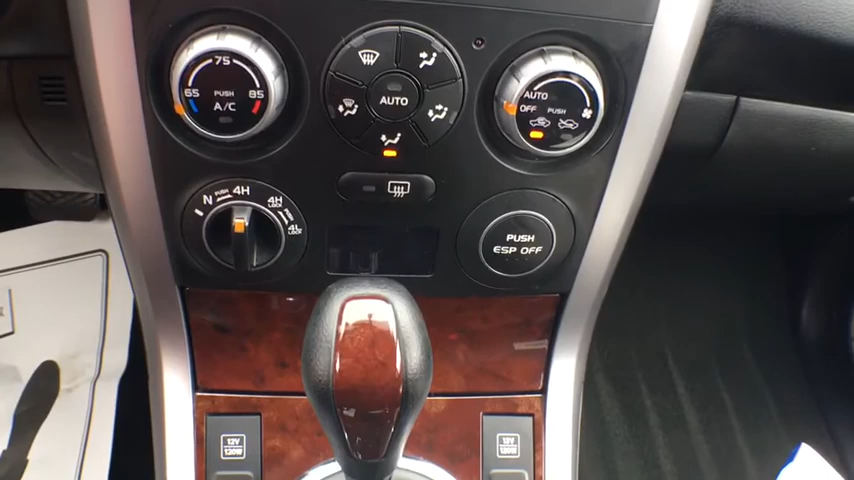 75
65
85
PUSH
A/C
AUTO
AUTO
OFF
PUSH
N
PUSH
4H
4H
LOCK
PUSH
4L
LOCK
PUSH
ESP OFF
12V
120W
12V
120W